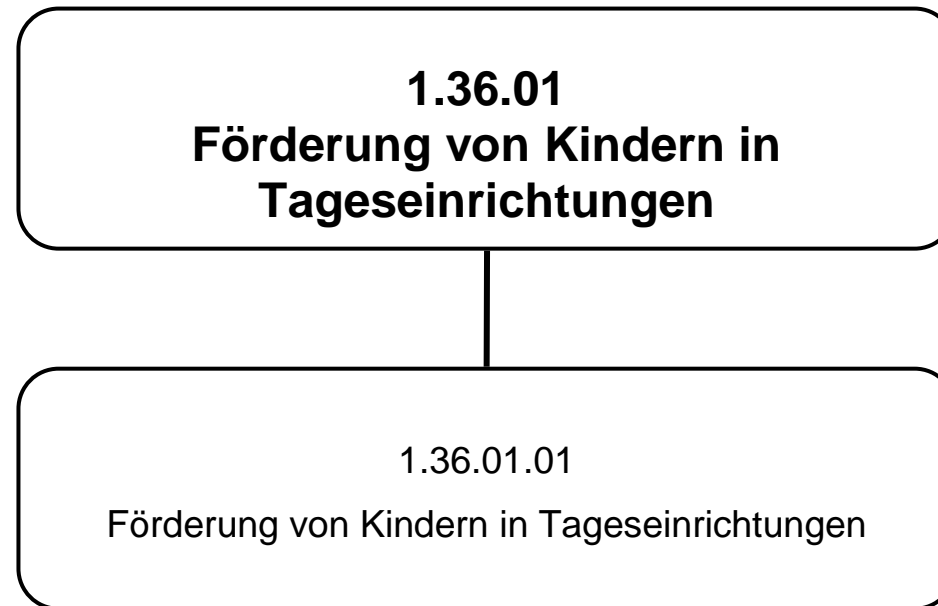 1.36.01
Förderung von Kindern in
Tageseinrichtungen
1.36.01.01
Förderung von Kindern in Tageseinrichtungen